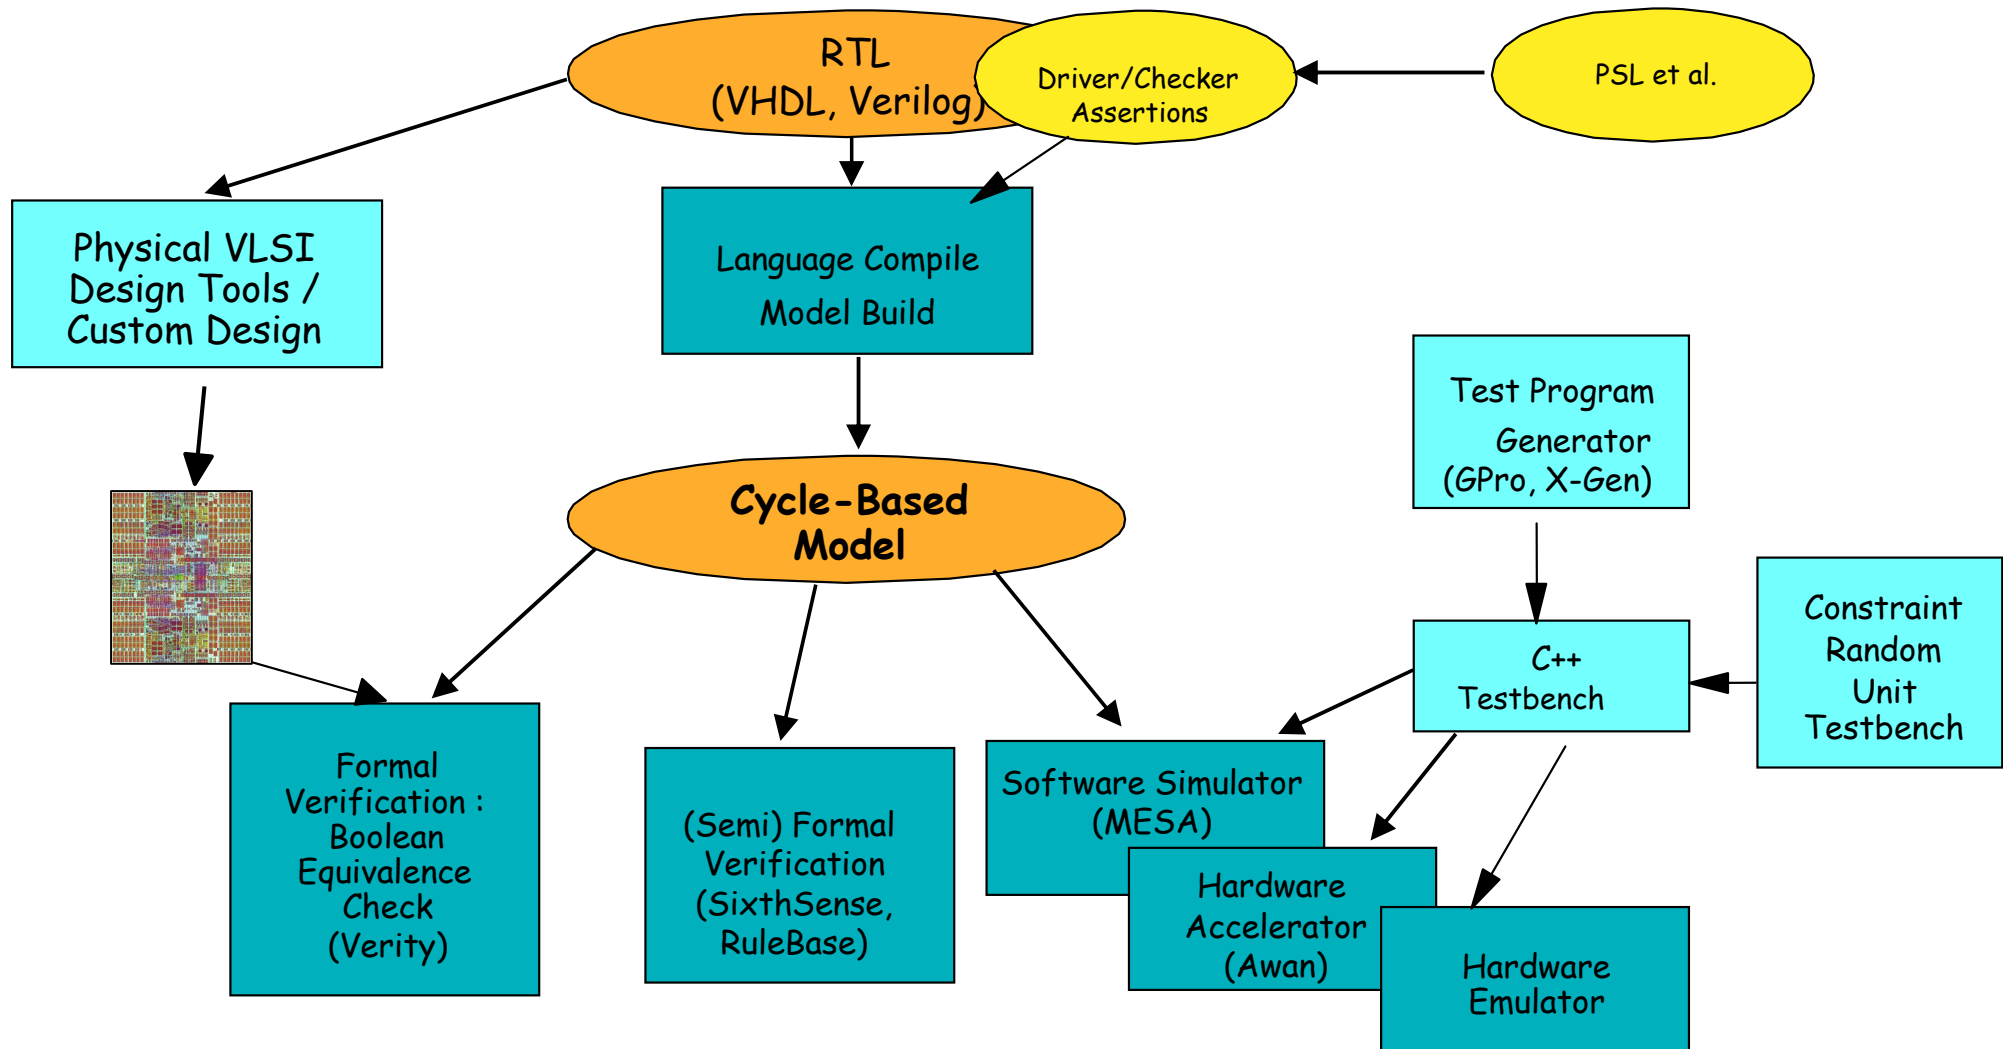 RTL
(VHDL, Verilog)
Driver/Checker
Assertions
PSL et al.
Physical VLSI
Design Tools /
Custom Design
Language Compile
Model Build
Test Program
Generator
(GPro, X-Gen)
Cycle-Based
Model
Constraint
Random
Unit
Testbench
C++
Testbench
Formal
Verification :
Boolean
Equivalence
Check
(Verity)
(Semi) Formal
Verification
(SixthSense,
RuleBase)
Software Simulator
(MESA)
Hardware
Accelerator
(Awan)
Hardware
Emulator